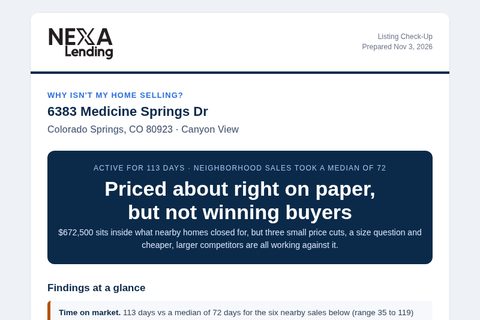 NEXA
Lending
Listing Check-Up
Prepared Nov 3, 2026
WHY ISN'T MY HOME SELLING?
6383 Medicine Springs Dr
Colorado Springs, CO 80923 · Canyon View
ACTIVE FOR 113 DAYS · NEIGHBORHOOD SALES TOOK A MEDIAN OF 72
Priced about right on paper,
but not winning buyers
$672,500 sits inside what nearby homes closed for, but three small price cuts, a size question and
cheaper, larger competitors are all working against it.
Findings at a glance
Time on market. 113 days vs a median of 72 days for the six nearby sales below (range 35 to 119)